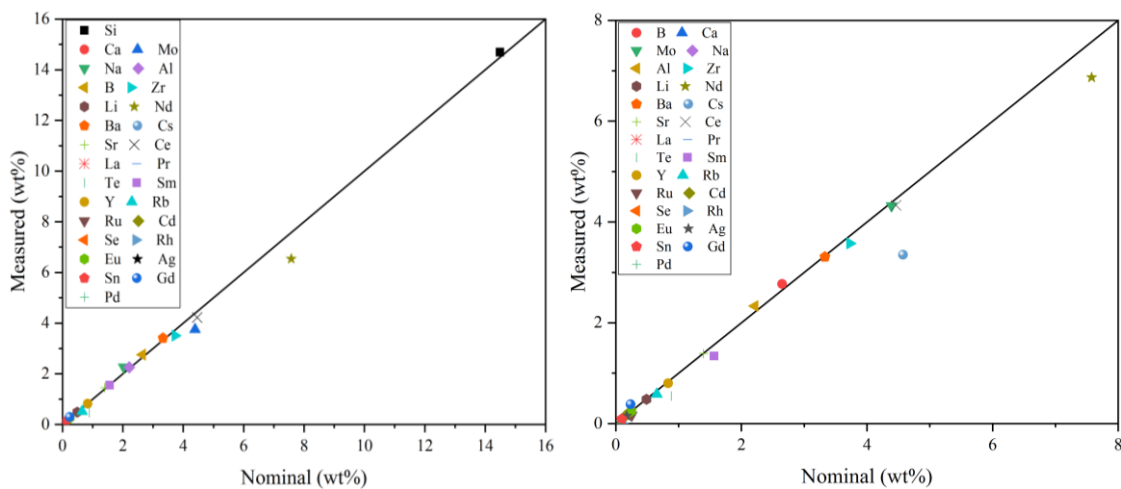 16
14
12
10
8
6
4
2
0
Measured (wt%)
Si
Ca Mo
Na Al
B Zr
Li Nd
Ba Cs
Sr Ce
La Pr
Te Sm
Y Rb
Ru Cd
Se Rh
Eu Ag
Sn Gd
Pd
0 2 4 6 8 10 12 14 16
Nominal (wt%)
8
6
4
2
0
Measured (wt%)
B Ca
Mo Na
Al Zr
Li Nd
Ba Cs
Sr Ce
La Pr
Te Sm
Y Rb
Ru Cd
Se Rh
Eu Ag
Sn Gd
Pd
0 2 4 6 8
Nominal (wt%)